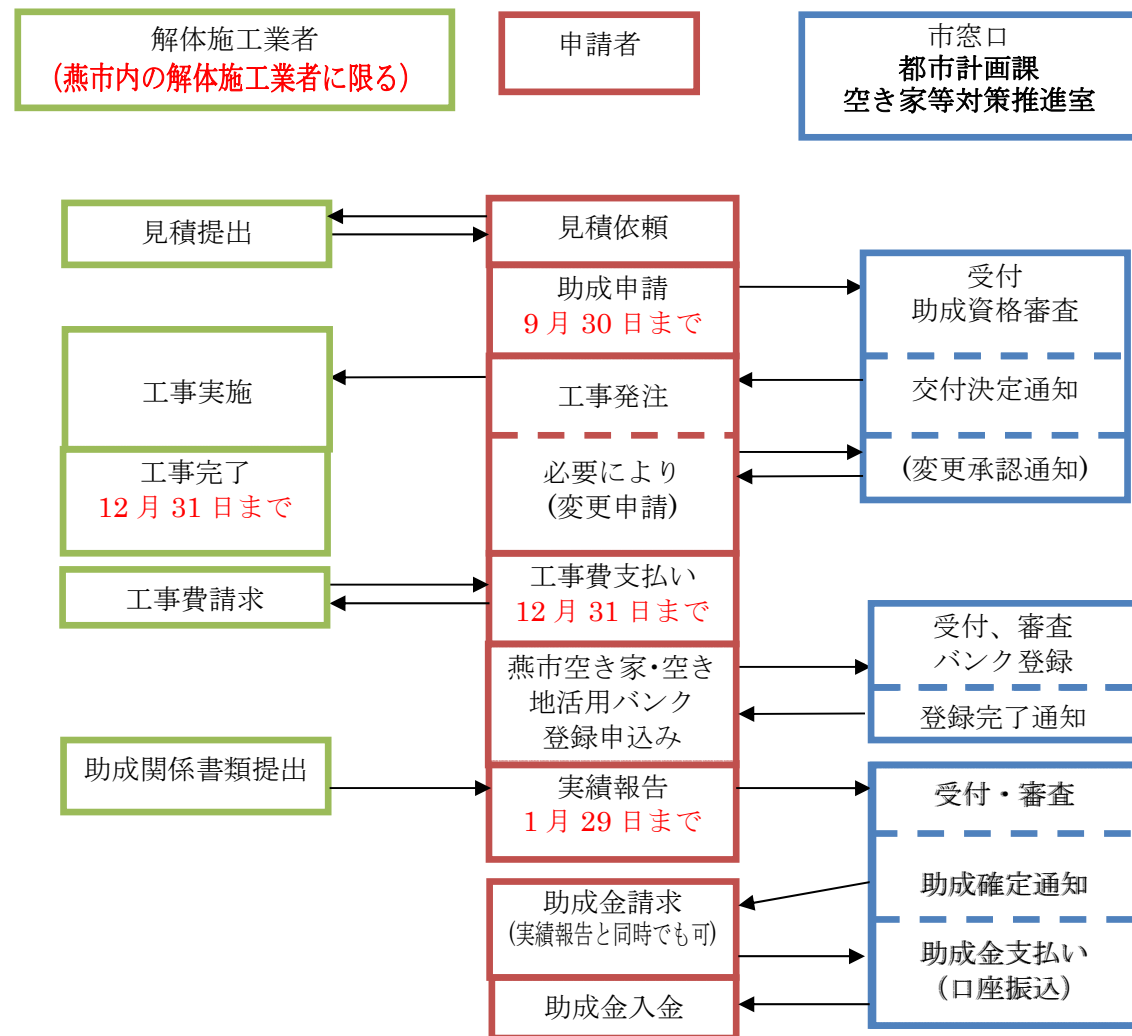 解体施工業者
(燕市内の解体施工業者に限る)
申請者
市窓口
都市計画課
空き家等対策推進室
見積提出
見積依頼
助成申請
9月30日まで
受付
助成資格審査
工事実施
工事発注
交付決定通知
工事完了
12月31日まで
必要により
(変更申請)
(変更承認通知)
工事費請求
工事費支払い
12月31日まで
燕市空き家・空き
地活用バンク
登録申込み
受付、審査
バンク登録
登録完了通知
助成関係書類提出
実績報告
1月29日まで
受付・審査
助成確定通知
助成金請求
(実績報告と同時でも可)
助成金支払い
(口座振込)
助成金入金